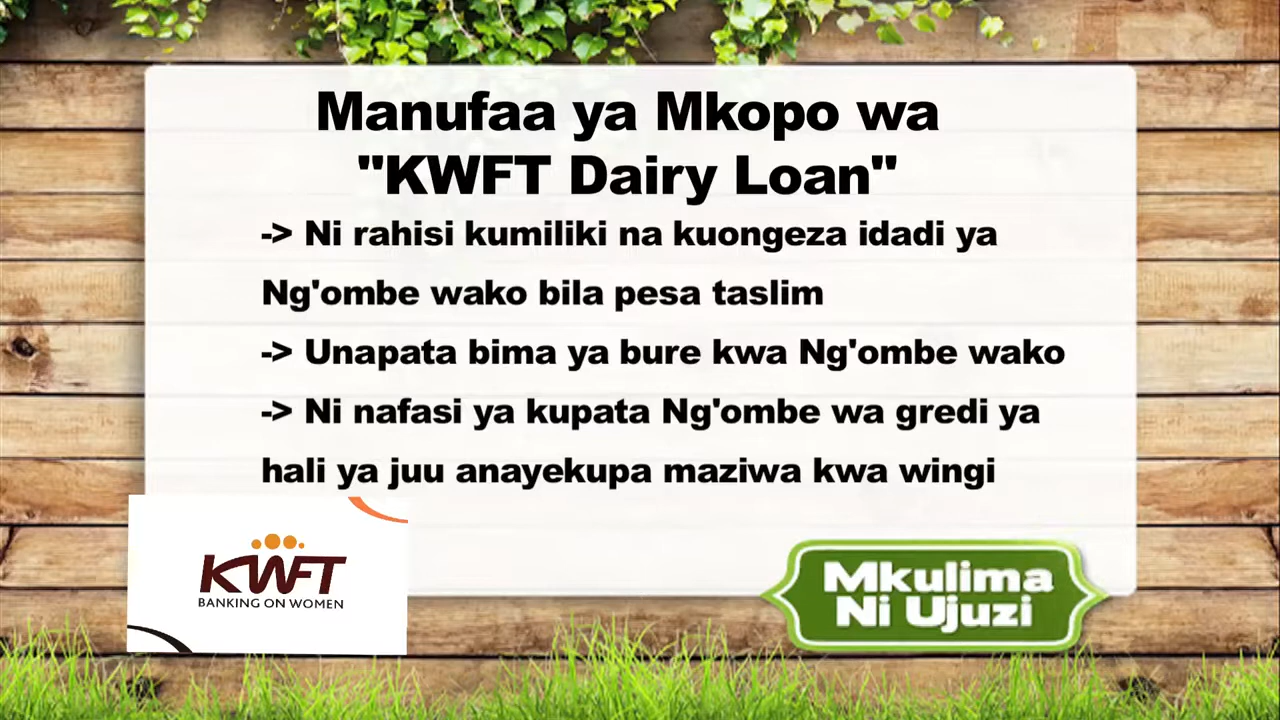 Manufaa ya Mkopo wa
"KWFT Dairy Loan"
-> Ni rahisi kumiliki na kuongeza idadi ya
Ng'ombe wako bila pesa taslim
-> Unapata bima ya bure kwa Ng'ombe wako
-> Ni nafasi ya kupata Ng'ombe wa gredi ya
hali ya juu anayekupa maziwa kwa wingi
KWFT
BANKING ON WOMEN
Mkulima
Ni Ujuzi